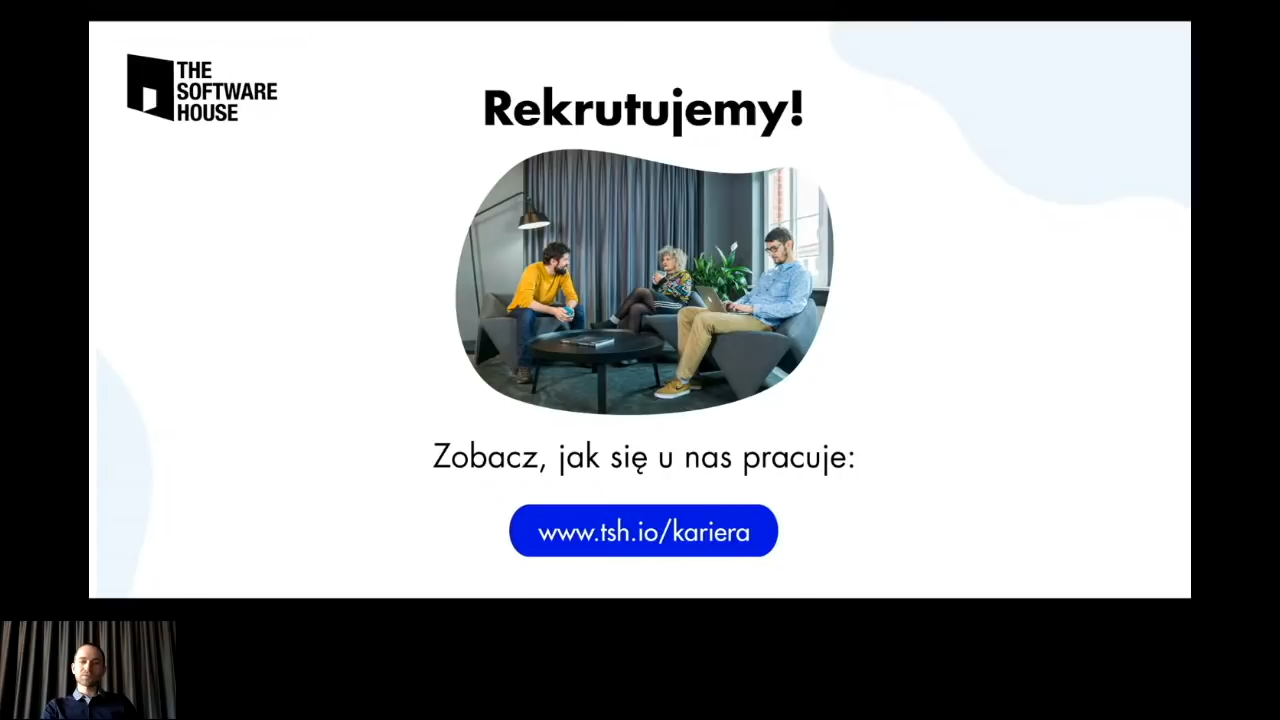 THE
SOFTWARE
HOUSE
Rekrutujemy!
Zobacz, jak się u nas pracuje:
www.tsh.io/kariera